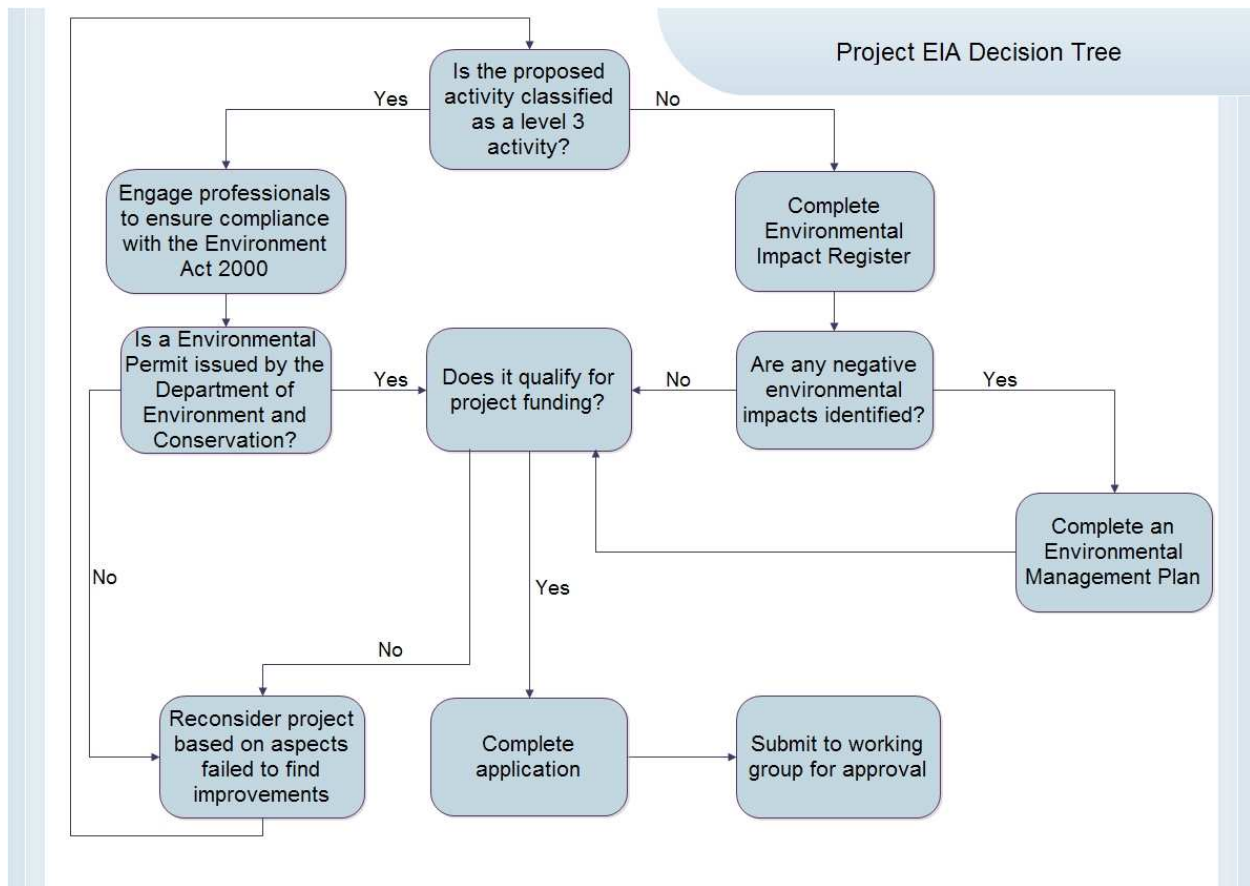 Project EIA Decision Tree
Is the proposed
activity classified
as a level 3
activity?
Yes
No
Engage professionals
to ensure compliance
with the Environment
Act 2000
Complete
Environmental
Impact Register
Is a Environmental
Permit issued by the
Department of
Environment and
Conservation?
Yes
Does it qualify for
project funding?
No
Are any negative
environmental
impacts identified?
Yes
Complete an
Environmental
Management Plan
No
Yes
No
Reconsider project
based on aspects
failed to find
improvements
Complete
application
Submit to working
group for approval